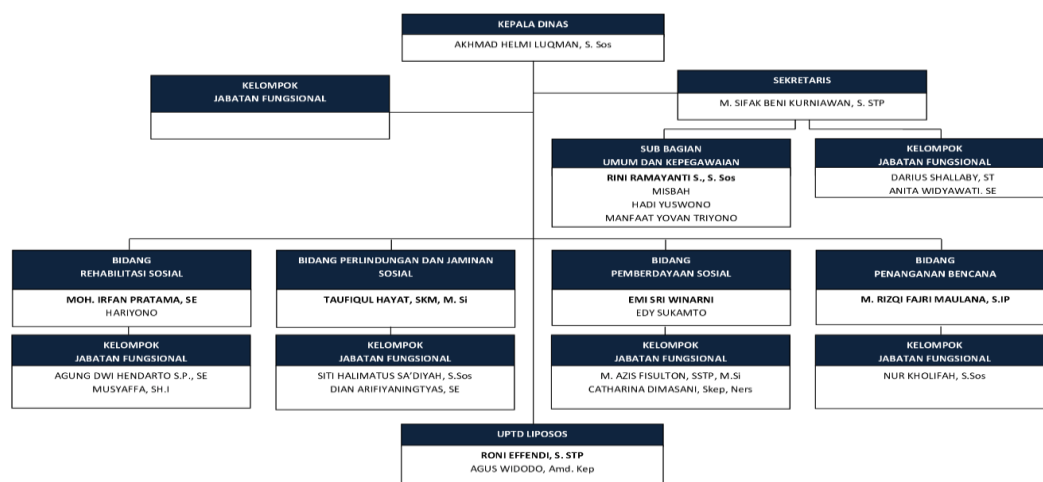 KEPALA DINAS
AKHMAD HELMI LUQMAN, S. Sos
KELOMPOK
JABATAN FUNGSIONAL
SEKRETARIS
M. SIFAK BENI KURNIAWAN, S. STP
SUB BAGIAN
UMUM DAN KEPEGAWAIAN
RINI RAMAYANTI S., S. Sos
MISBAH
HADI YUSWONO
MANFAAT YOVAN TRIYONO
KELOMPOK
JABATAN FUNGSIONAL
DARIUS SHALLABY, ST
ANITA WIDYAWATI. SE
BIDANG
REHABILITASI SOSIAL
MOH. IRFAN PRATAMA, SE
HARIYONO
BIDANG PERLINDUNGAN DAN JAMINAN
SOSIAL
TAUFIQUL HAYAT, SKM, M. Si
BIDANG
PEMBERDAYAAN SOSIAL
EMI SRI WINARNI
EDY SUKAMTO
BIDANG
PENANGANAN BENCANA
M. RIZQI FAJRI MAULANA, S.IP
KELOMPOK
JABATAN FUNGSIONAL
AGUNG DWI HENDARTO S.P., SE
MUSYAFFA, SH.I
KELOMPOK
JABATAN FUNGSIONAL
SITI HALIMATUS SA'DIYAH, S.Sos
DIAN ARIFIYANINGTYAS, SE
KELOMPOK
JABATAN FUNGSIONAL
M. AZIS FISULTON, SSTP, M.Si
CATHARINA DIMASANI, Skep, Ners
KELOMPOK
JABATAN FUNGSIONAL
NUR KHOLIFAH, S.Sos
UPTD LIPOSOS
RONI EFFENDI, S. STP
AGUS WIDODO, Amd. Kep